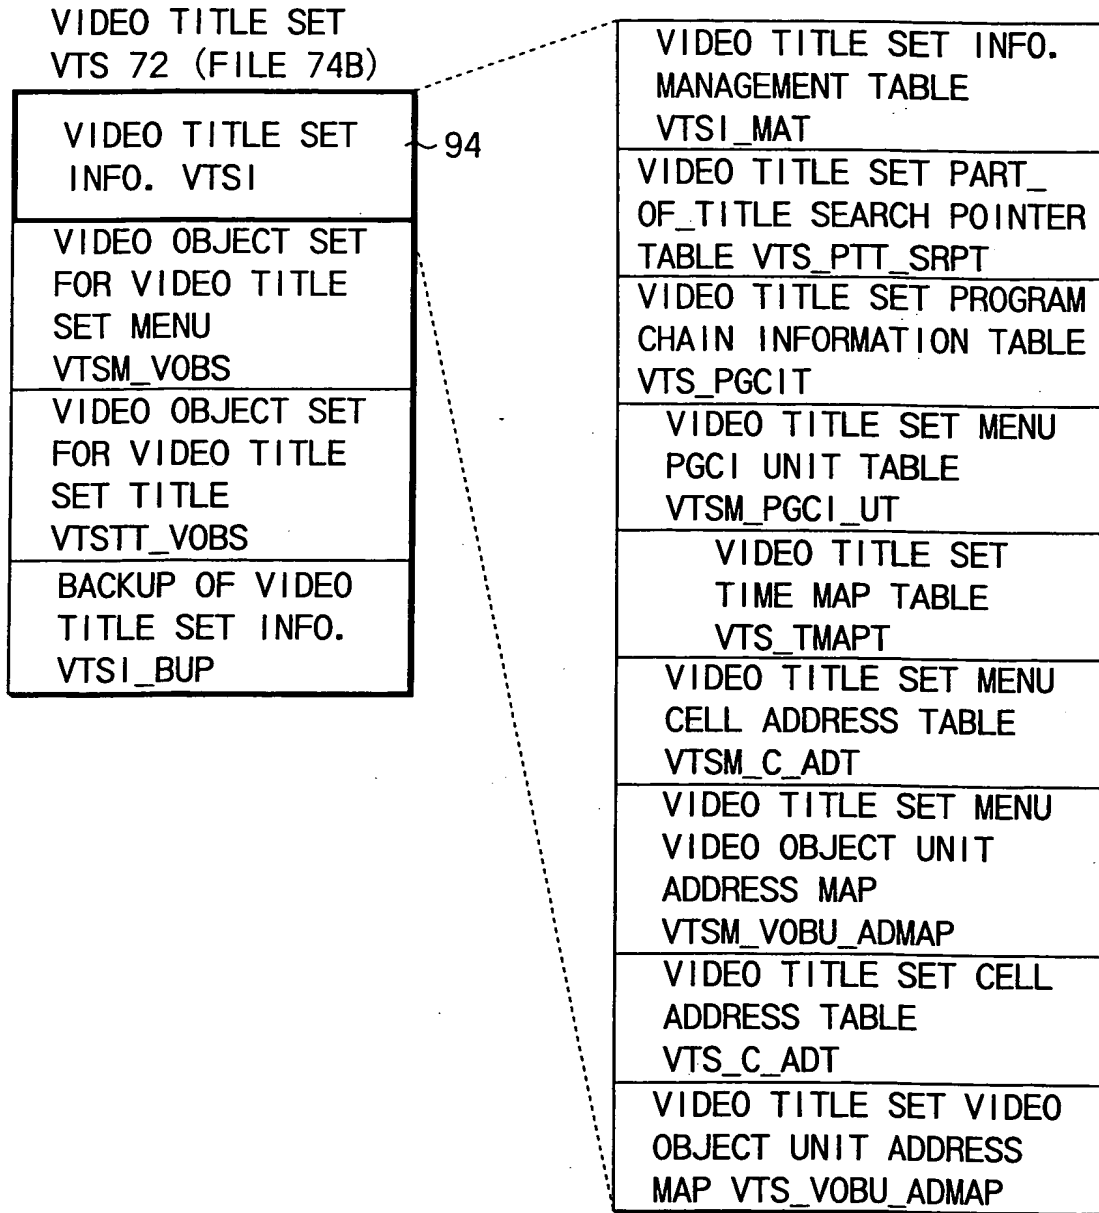 VIDEO TITLE SET
VTS 72 (FILE 74B)
VIDEO TITLE SET
INFO. VTSI
94
VIDEO OBJECT SET
FOR VIDEO TITLE
SET MENU
VTSM_VOBS
VIDEO OBJECT SET
FOR VIDEO TITLE
SET TITLE
VTSTT_VOBS
BACKUP OF VIDEO
TITLE SET INFO.
VTSI_BUP
VIDEO TITLE SET INFO.
MANAGEMENT TABLE
VTSI_MAT
VIDEO TITLE SET PART_
OF_TITLE SEARCH POINTER
TABLE VTS_PTT_SRPT
VIDEO TITLE SET PROGRAM
CHAIN INFORMATION TABLE
VTS_PGCIT
VIDEO TITLE SET MENU
PGCI UNIT TABLE
VTSM_PGCI_UT
VIDEO TITLE SET
TIME MAP TABLE
VTS_TMAPT
VIDEO TITLE SET MENU
CELL ADDRESS TABLE
VTSM_C_ADT
VIDEO TITLE SET MENU
VIDEO OBJECT UNIT
ADDRESS MAP
VTSM_VOBU_ADMAP
VIDEO TITLE SET CELL
ADDRESS TABLE
VTS_C_ADT
VIDEO TITLE SET VIDEO
OBJECT UNIT ADDRESS
MAP VTS_VOBU_ADMAP